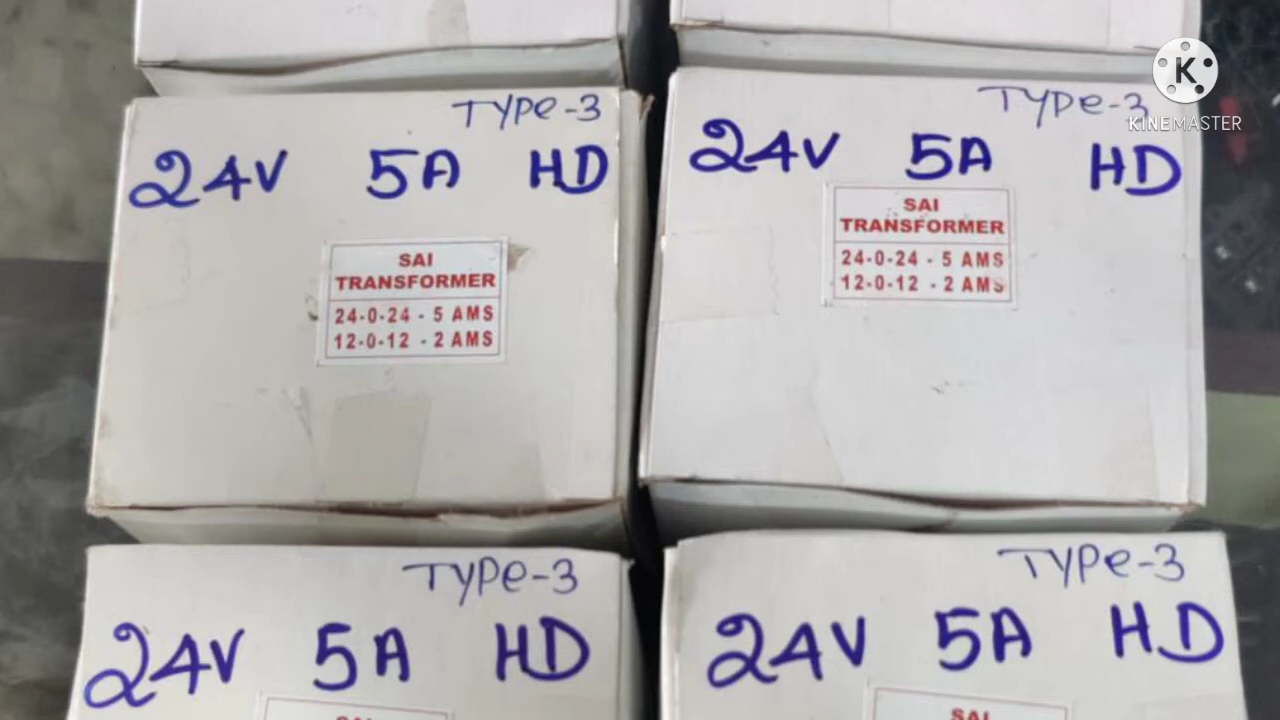 TYPe-3
24V 5A HD
SAI
TRANSFORMER
24-0-24 - 5 AMS
12-0-12 - 2 AMS
TYPe-3
24V 5A HD
SAI
TRANSFORMER
24-0-24 - 5 AMS
12-0-12 - 2 AMS
K
KINEMASTER
TYPe-3
24V 5A HD
SAI
TYPe-3
24V 5A HD
SAI